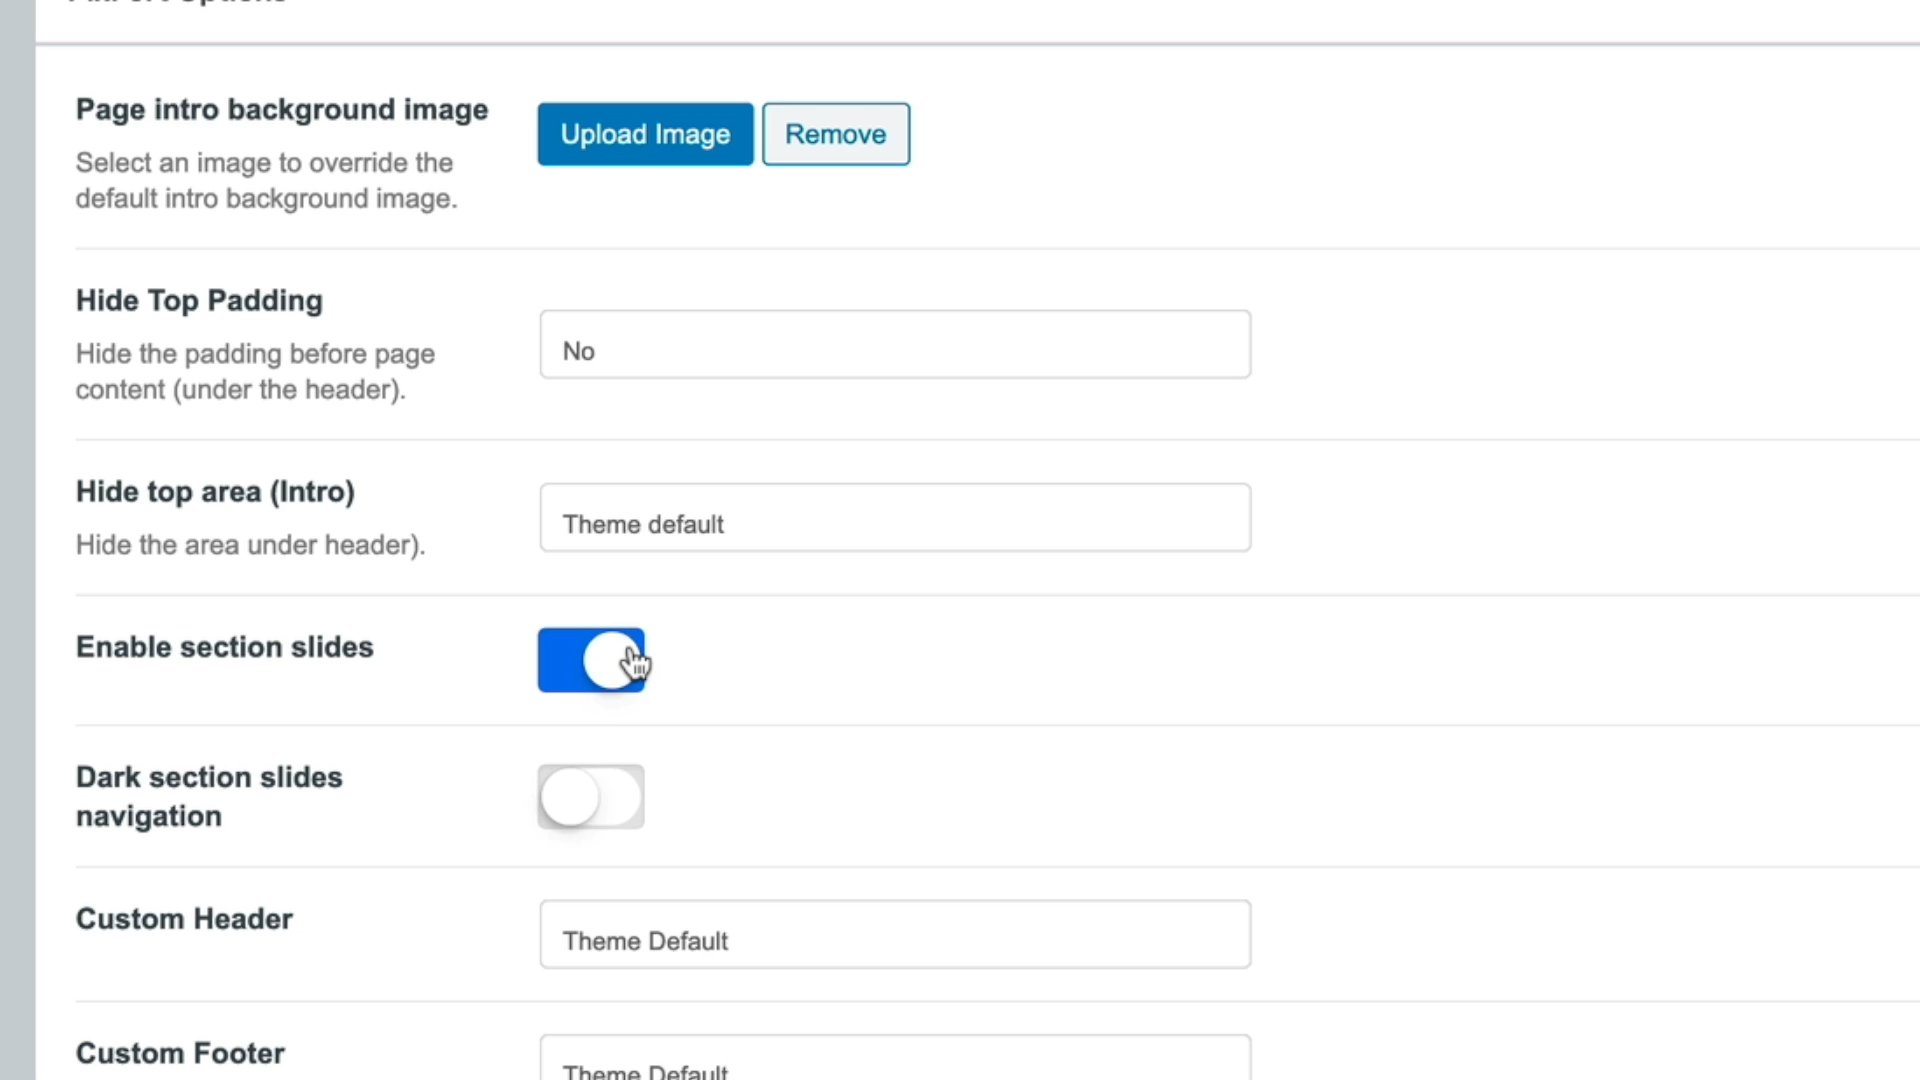 Options
Page intro background image
Upload Image
Remove
Select an image to override the
default intro background image.
Hide Top Padding
No
Hide the padding before page
content (under the header).
Hide top area (Intro)
Theme default
Hide the area under header).
Enable section slides
Dark section slides
navigation
Custom Header
Theme Default
Custom Footer
Theme Default